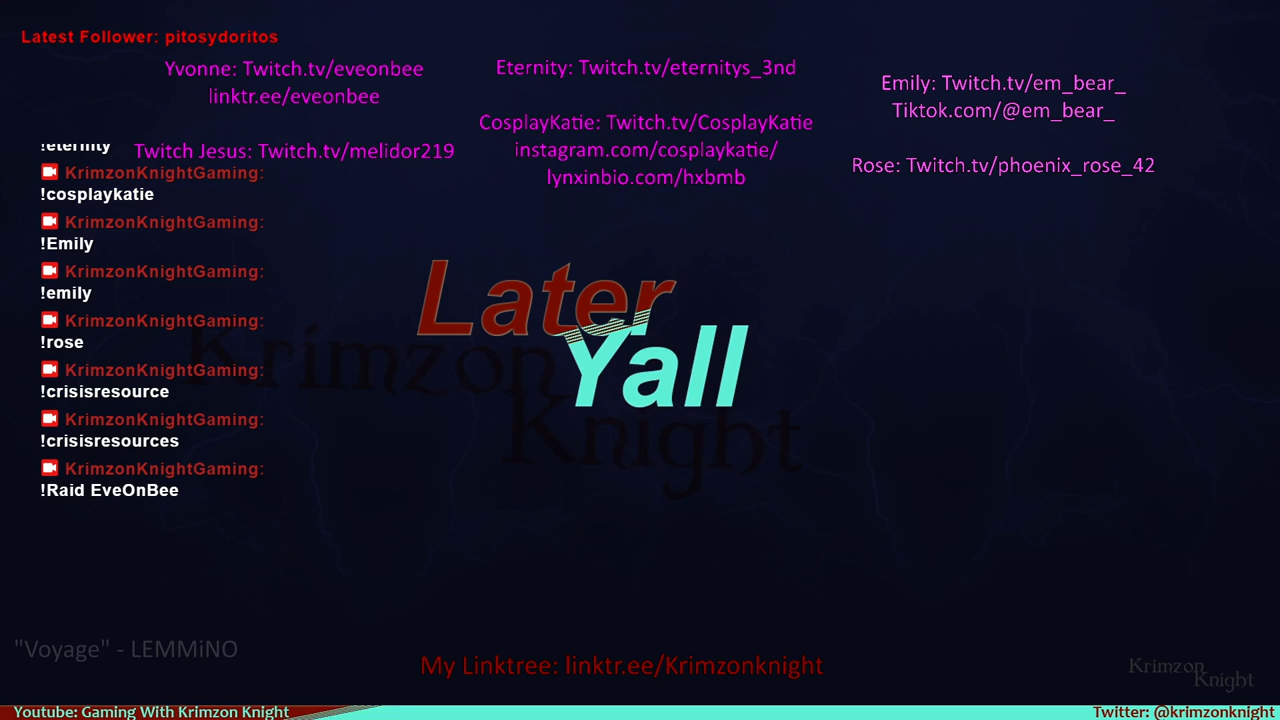 Latest Follower: pitosydoritos
Yvonne: Twitch.tv/eveonbee
linktr.ee/eveonbee
Twitch Jesus: Twitch.tv/melidor219
Eternity: Twitch.tv/eternitys_3nd
CosplayKatie: Twitch.tv/CosplayKatie
instagram.com/cosplaykatie/
lynxinbio.com/hxbmb
Emily: Twitch.tv/em_bear_
Tiktok.com/@em_bear_
Rose: Twitch.tv/phoenix_rose_42
!eternity
KrimzonKnightGaming:
!cosplaykatie
KrimzonKnightGaming:
!Emily
KrimzonKnightGaming:
!emily
KrimzonKnightGaming:
!rose
KrimzonKnightGaming:
!crisisresource
KrimzonKnightGaming:
!crisisresources
KrimzonKnightGaming:
!Raid EveOnBee
Later
Yall
Krimzon
Knight
"Voyage" - LEMMiNO
My Linktree: linktr.ee/Krimzonknight
Krimzon
Knight
Youtube: Gaming With Krimzon Knight
Twitter: @krimzonknight